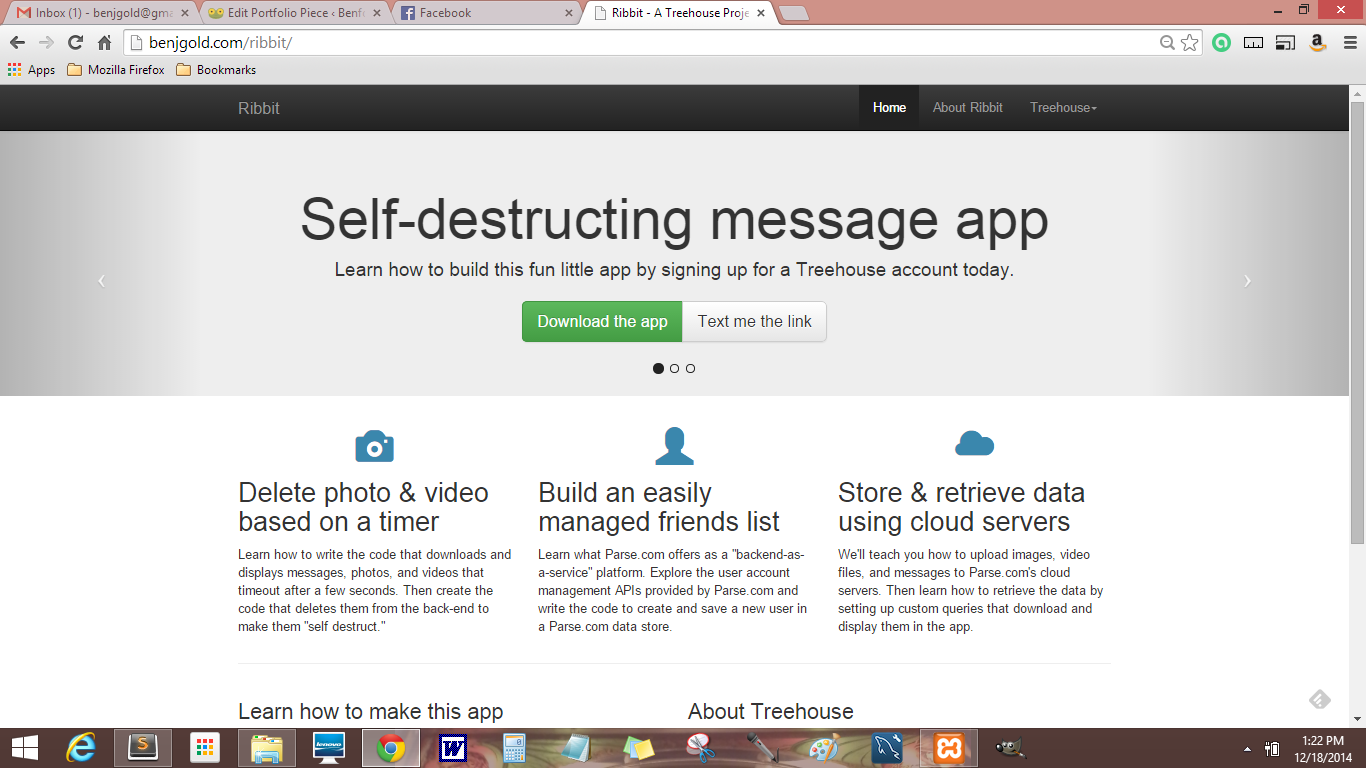 Inbox (1) - benjgold@gma
Edit Portfolio Piece ‹ Benf
Facebook
Ribbit - A Treehouse Proje
benjgold.com/ribbit/
Apps
Mozilla Firefox
Bookmarks
Ribbit
Home
About Ribbit
Treehouse
Self-destructing message app
Learn how to build this fun little app by signing up for a Treehouse account today.
Download the app
Text me the link
Delete photo & video
based on a timer
Learn how to write the code that downloads and
displays messages, photos, and videos that
timeout after a few seconds. Then create the
code that deletes them from the back-end to
make them "self destruct."
Build an easily
managed friends list
Learn what Parse.com offers as a "backend-as-
a-service" platform. Explore the user account
management APIs provided by Parse.com and
write the code to create and save a new user in
a Parse.com data store.
Store & retrieve data
using cloud servers
We'll teach you how to upload images, video
files, and messages to Parse.com's cloud
servers. Then learn how to retrieve the data by
setting up custom queries that download and
display them in the app.
Learn how to make this app
About Treehouse
lenovo
W
1:22 PM
12/18/2014